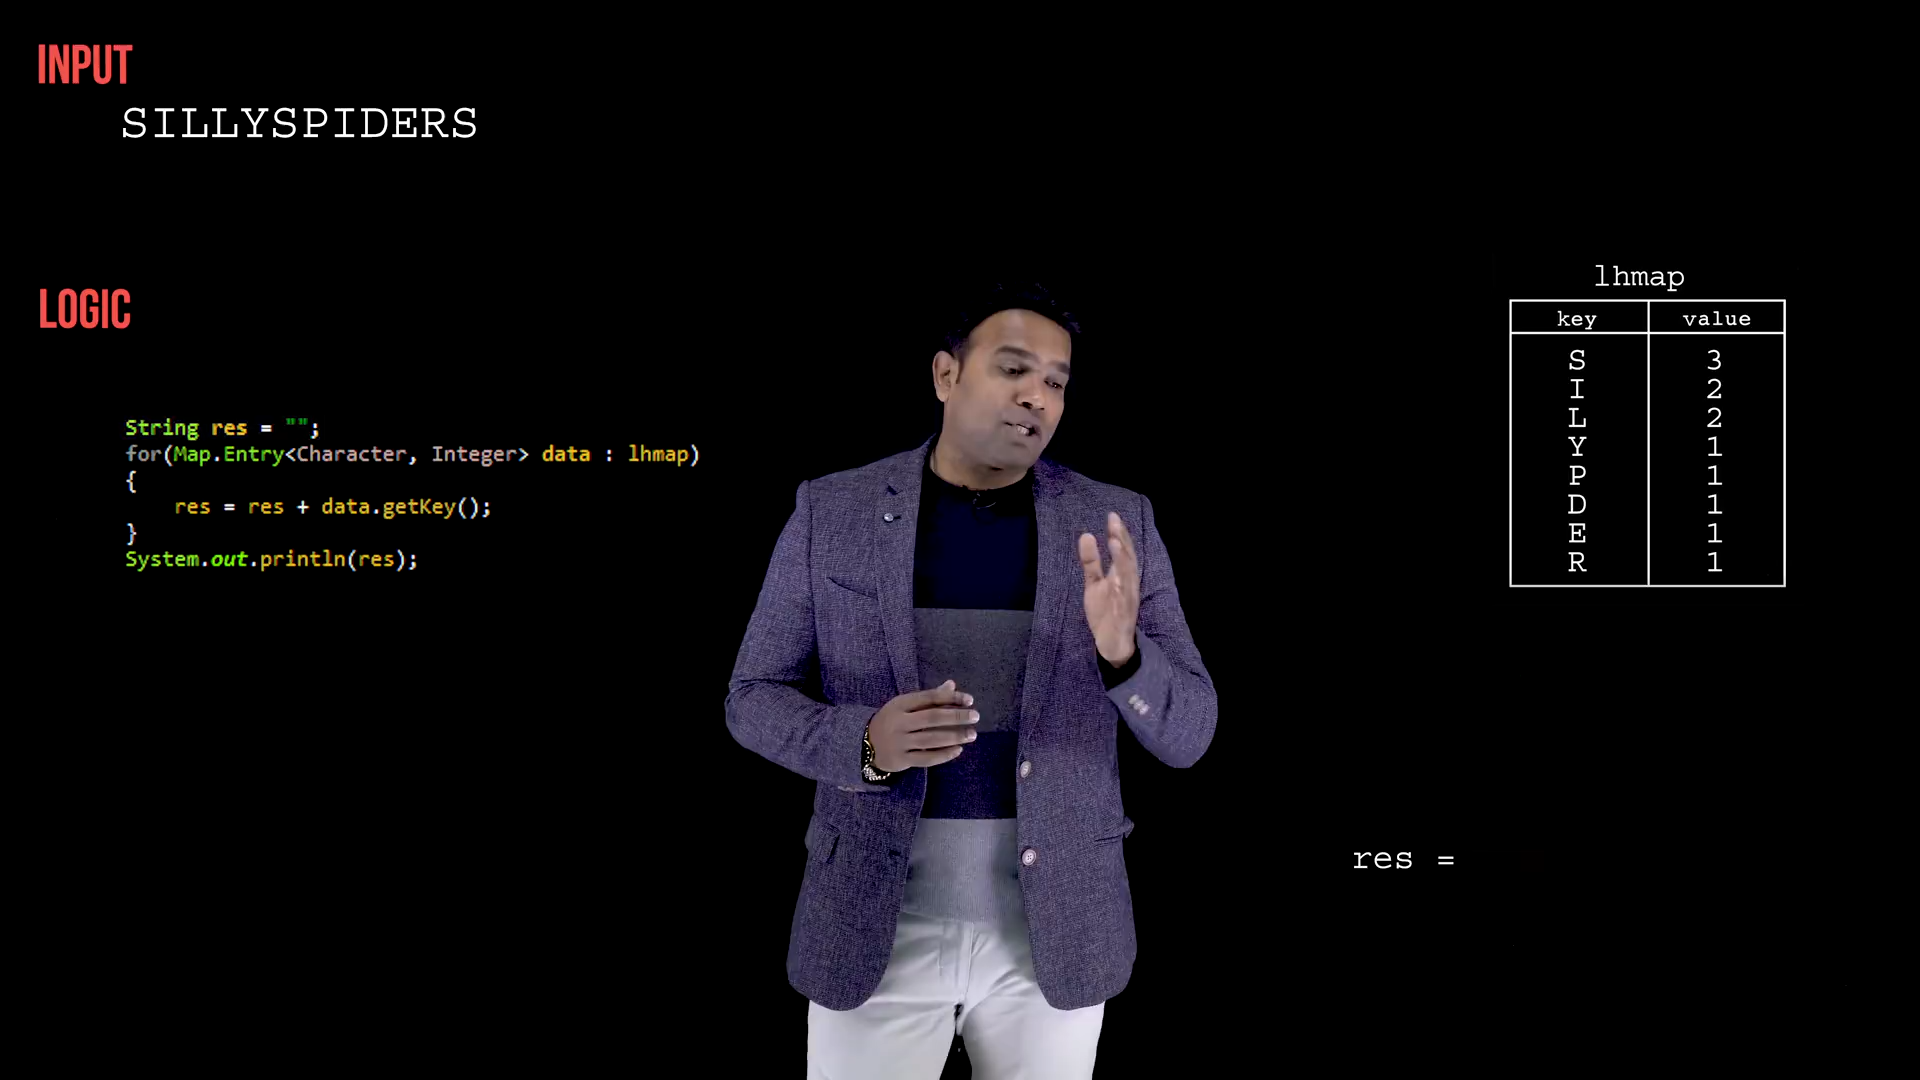 INPUT
SILLYSPIDERS
LOGIC
String res = "";
for(Map.Entry<Character, Integer> data : lhmap)
{
    res = res + data.getKey();
}
System.out.println(res);
lhmap
key value
S 3
I 2
L 2
Y 1
P 1
D 1
E 1
R 1
res =